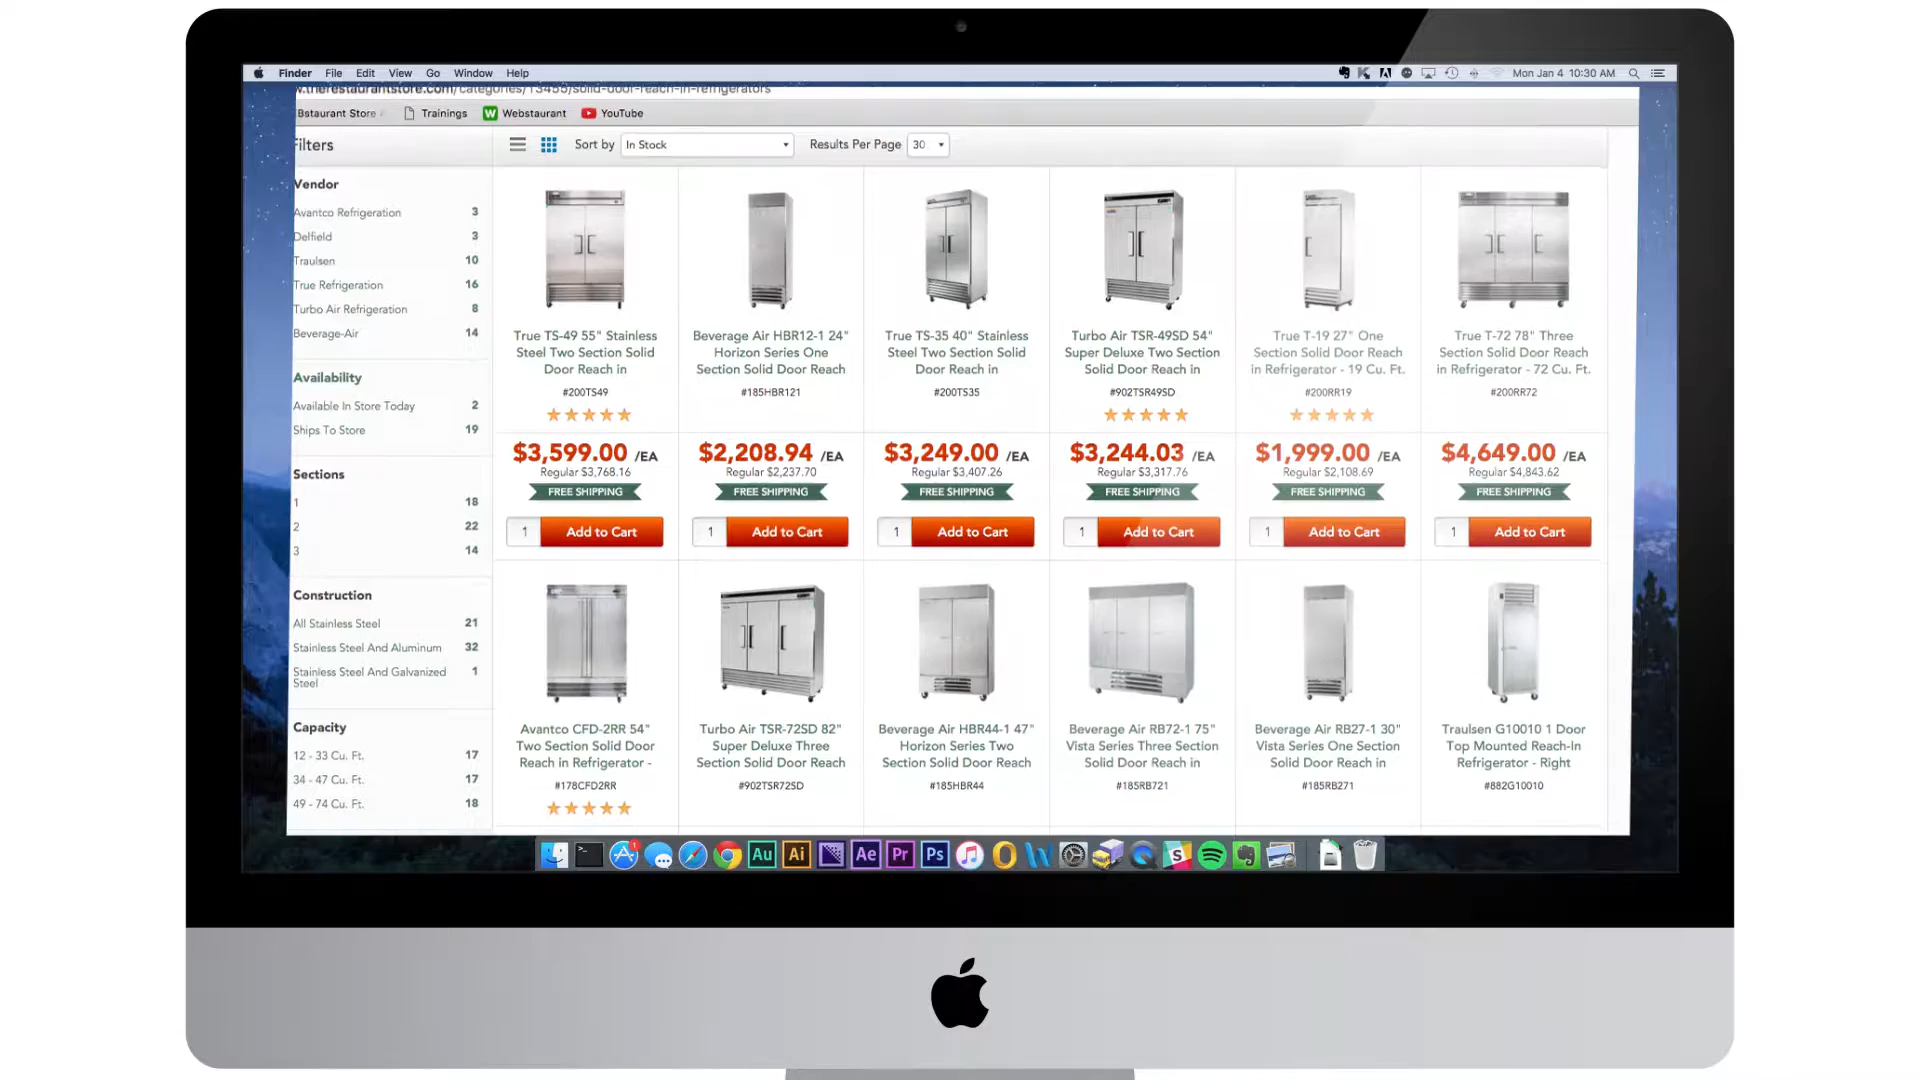 Finder File Edit View Go Window Help
Mon Jan 4 10:30 AM
w.therestaurantstore.com/categories/13455/solid-door-reach-in-refrigerators
Bstaurant Store
Trainings
W Webstaurant
YouTube
Filters
Sort by In Stock
Results Per Page 30
Vendor
Avantco Refrigeration 3
Delfield 3
Traulsen 10
True Refrigeration 16
Turbo Air Refrigeration 8
Beverage-Air 14
Availability
Available In Store Today 2
Ships To Store 19
Sections
1 18
2 22
3 14
Construction
All Stainless Steel 21
Stainless Steel And Aluminum 32
Stainless Steel And Galvanized 1
Steel
Capacity
12 - 33 Cu. Ft. 17
34 - 47 Cu. Ft. 17
49 - 74 Cu. Ft. 18
True TS-49 55" Stainless
Steel Two Section Solid
Door Reach in
#200TS49
$3,599.00 /EA
Regular $3,768.16
FREE SHIPPING
1 Add to Cart
Beverage Air HBR12-1 24"
Horizon Series One
Section Solid Door Reach
#185HBR121
$2,208.94 /EA
Regular $2,237.70
FREE SHIPPING
1 Add to Cart
True TS-35 40" Stainless
Steel Two Section Solid
Door Reach in
#200TS35
$3,249.00 /EA
Regular $3,407.26
FREE SHIPPING
1 Add to Cart
Turbo Air TSR-49SD 54"
Super Deluxe Two Section
Solid Door Reach in
#902TSR49SD
$3,244.03 /EA
Regular $3,317.76
FREE SHIPPING
1 Add to Cart
True T-19 27" One
Section Solid Door Reach
in Refrigerator - 19 Cu. Ft.
#200RR19
$1,999.00 /EA
Regular $2,108.69
FREE SHIPPING
1 Add to Cart
True T-72 78" Three
Section Solid Door Reach
in Refrigerator - 72 Cu. Ft.
#200RR72
$4,649.00 /EA
Regular $4,843.62
FREE SHIPPING
1 Add to Cart
Avantco CFD-2RR 54"
Two Section Solid Door
Reach in Refrigerator -
#178CFD2RR
Turbo Air TSR-72SD 82"
Super Deluxe Three
Section Solid Door Reach
#902TSR72SD
Beverage Air HBR44-1 47"
Horizon Series Two
Section Solid Door Reach
#185HBR44
Beverage Air RB72-1 75"
Vista Series Three Section
Solid Door Reach in
#185RB721
Beverage Air RB27-1 30"
Vista Series One Section
Solid Door Reach in
#185RB271
Traulsen G10010 1 Door
Top Mounted Reach-In
Refrigerator - Right
#882G10010
1
Au Ai Ae Pr Ps
S